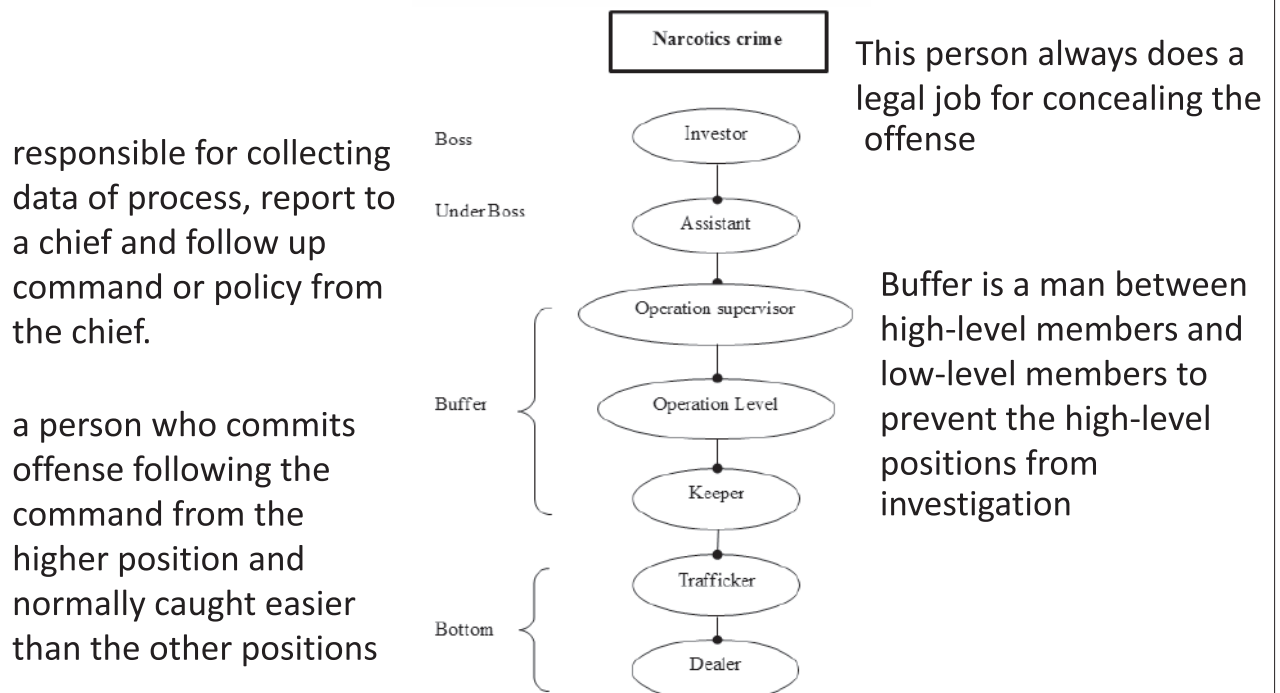 Narcotics crime
This person always does a
legal job for concealing the
offense
Boss
Investor
responsible for collecting
data of process, report to
a chief and follow up
command or policy from
the chief.
UnderBoss
Assistant
Operation supervisor
Buffer is a man between
high-level members and
low-level members to
prevent the high-level
positions from
investigation
Buffer
Operation Level
Keeper
a person who commits
offense following the
command from the
higher position and
normally caught easier
than the other positions
Trafficker
Bottom
Dealer